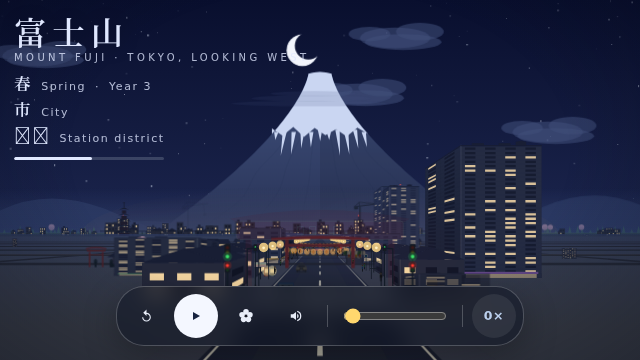 富士山
MOUNT FUJI · TOKYO, LOOKING WEST
春 Spring · Year 3
市 City
Station district
0×